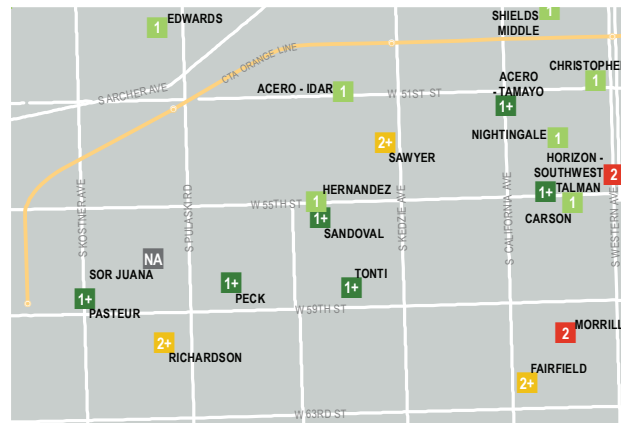 EDWARDS
1
SHIELDS
MIDDLE
CTA ORANGE LINE
S ARCHER AVE
ACERO - IDAR
1
W 51ST ST
ACERO
- TAMAYO
1+
CHRISTOPHE
1
NIGHTINGALE
1
2+
SAWYER
HORIZON -
SOUTHWEST
2
TALMAN
1+
1
CARSON
HERNANDEZ
1
1+
SANDOVAL
W 55TH ST
S KOSTNER AVE
S PULASKI RD
S KEDZIE AVE
S CALIFORNIA AVE
S WESTERN AVE
NA
SOR JUANA
1+
PASTEUR
1+
PECK
TONTI
1+
W 59TH ST
2+
RICHARDSON
MORRILL
2
FAIRFIELD
2+
W 63RD ST